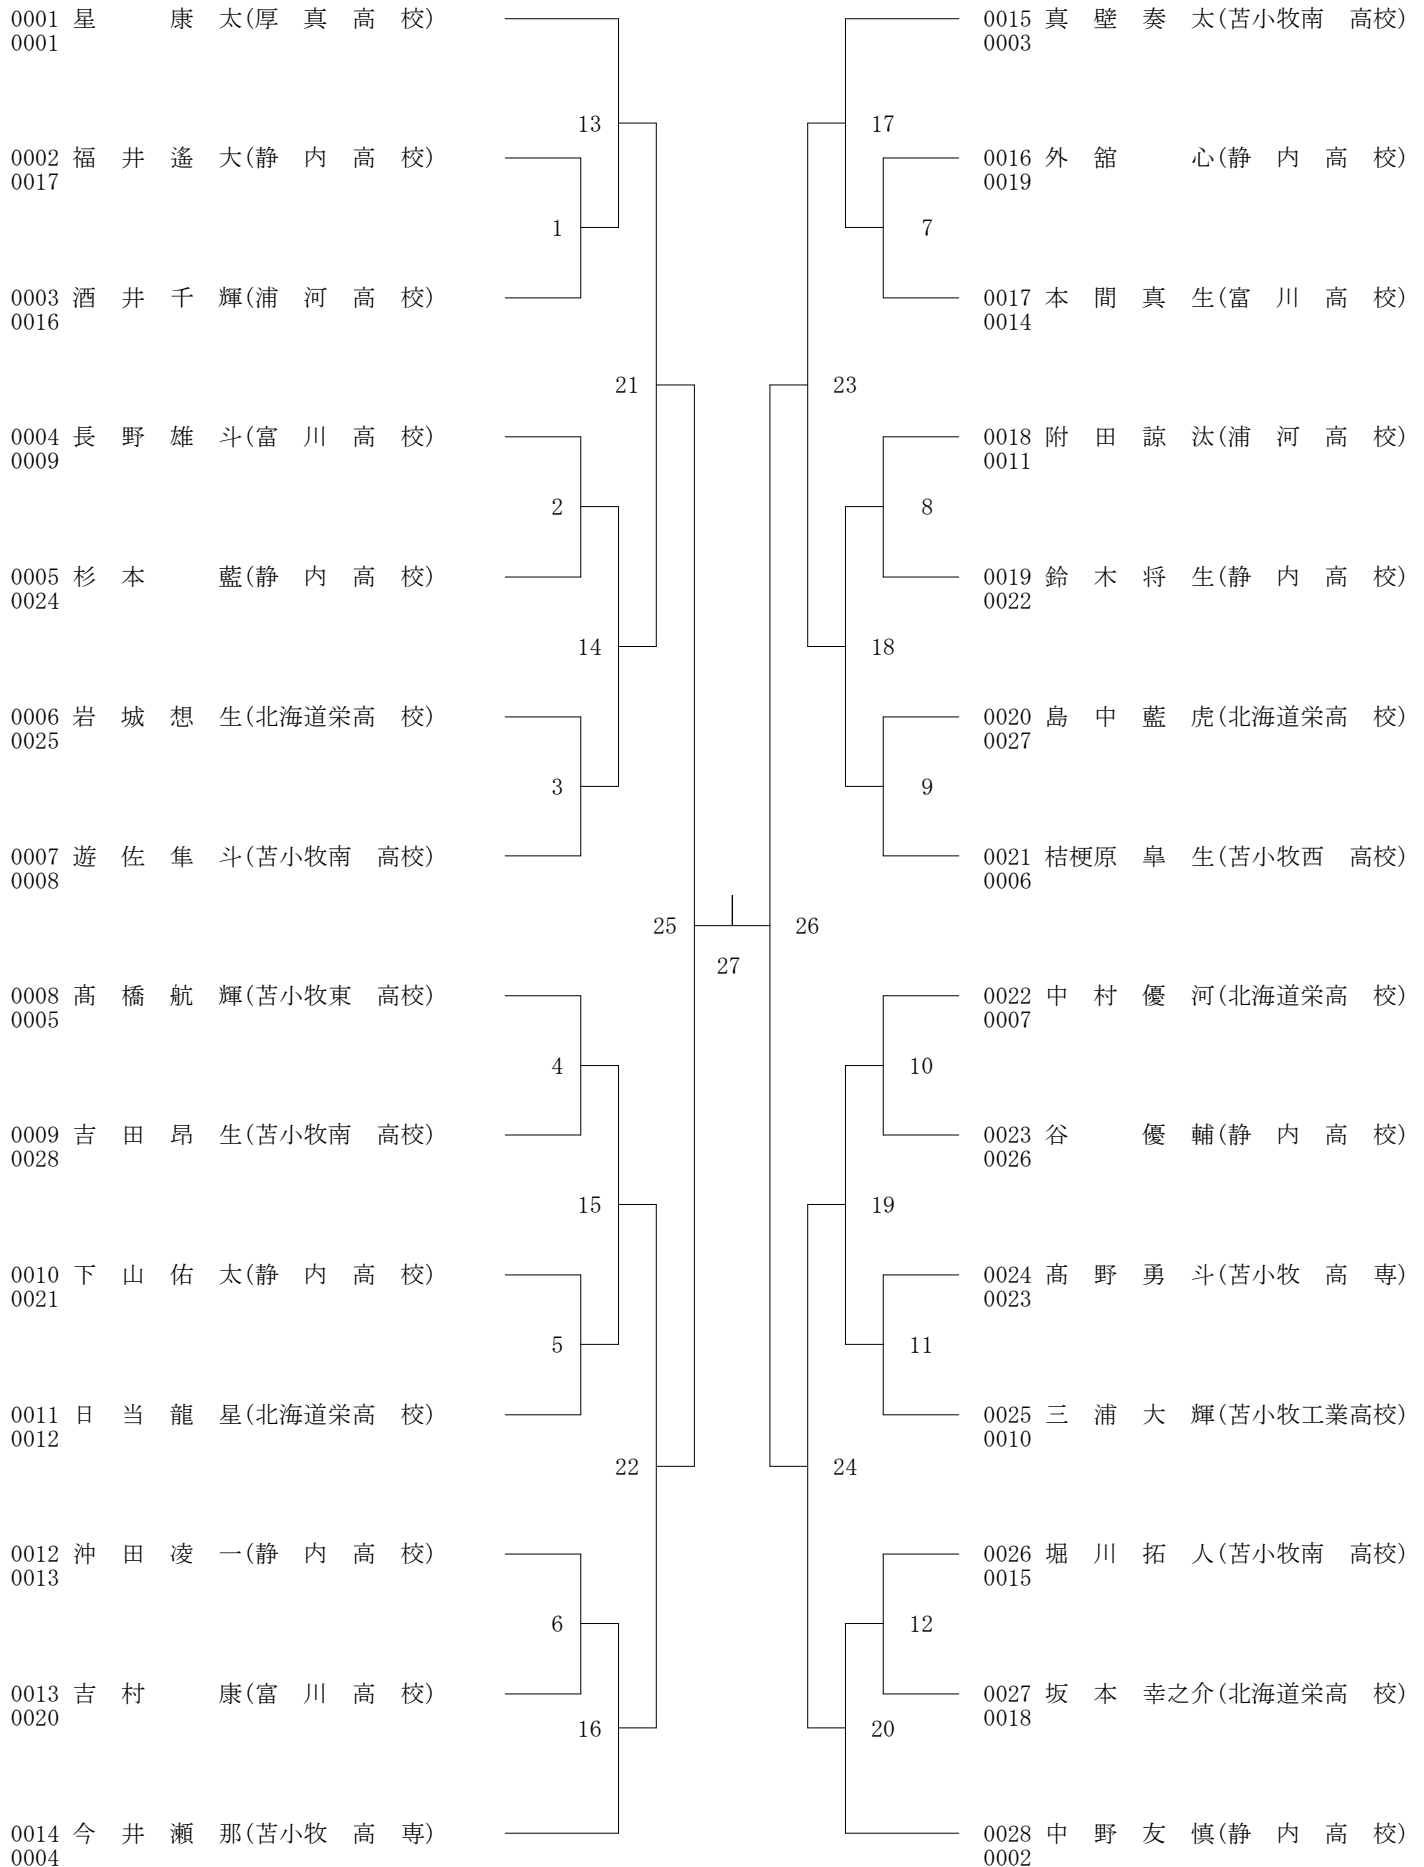 0001 星　　康 太(厚 真 高 校)
0001
13
0002 福 井 遙 大(静 内 高 校)
0017
1
0003 酒 井 千 輝(浦 河 高 校)
0016
21
0004 長 野 雄 斗(富 川 高 校)
0009
2
0005 杉 本　　藍(静 内 高 校)
0024
14
0006 岩 城 想 生(北海道栄高 校)
0025
3
0007 遊 佐 隼 斗(苫小牧南 高校)
0008
25
27
0008 髙 橋 航 輝(苫小牧東 高校)
0005
4
0009 吉 田 昂 生(苫小牧南 高校)
0028
15
0010 下 山 佑 太(静 内 高 校)
0021
5
0011 日 当 龍 星(北海道栄高 校)
0012
22
0012 沖 田 凌 一(静 内 高 校)
0013
6
0013 吉 村　　康(富 川 高 校)
0020
16
0014 今 井 瀬 那(苫小牧 高 専)
0004
0015 真 壁 奏 太(苫小牧南 高校)
0003
17
0016 外 舘　　心(静 内 高 校)
0019
7
0017 本 間 真 生(富 川 高 校)
0014
23
0018 附 田 諒 汰(浦 河 高 校)
0011
8
0019 鈴 木 将 生(静 内 高 校)
0022
18
0020 島 中 藍 虎(北海道栄高 校)
0027
9
0021 桔梗原 皐 生(苫小牧西 高校)
0006
26
0022 中 村 優 河(北海道栄高 校)
0007
10
0023 谷　　優 輔(静 内 高 校)
0026
19
0024 髙 野 勇 斗(苫小牧 高 専)
0023
11
0025 三 浦 大 輝(苫小牧工業高校)
0010
24
0026 堀 川 拓 人(苫小牧南 高校)
0015
12
0027 坂 本 幸之介(北海道栄高 校)
0018
20
0028 中 野 友 慎(静 内 高 校)
0002